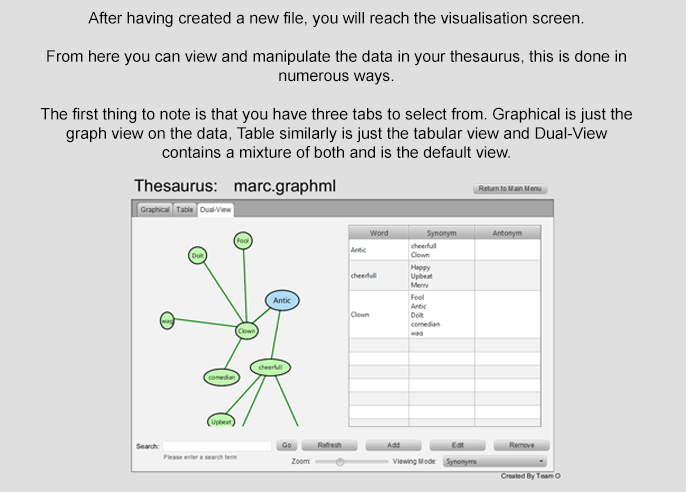 After having created a new file, you will reach the visualisation screen.
From here you can view and manipulate the data in your thesaurus, this is done in
numerous ways.
The first thing to note is that you have three tabs to select from. Graphical is just the
graph view on the data, Table similarly is just the tabular view and Dual-View
contains a mixture of both and is the default view.
Thesaurus: marc.graphml
Return to Main Menu
Graphical Table Dual-View
Fool
Dolt
Antic
wag
Clown
cheerfull
comedian
Upbeat
Word Synonym Antonym
Antic
cheerfull
Clown
cheerfull
Happy
Upbeat
Merry
Clown
Fool
Antic
Dolt
comedian
wag
Search: Go Refresh Add Edit Remove
Please enter a search term
Zoom: Viewing Mode: Synonyms
Created By Team O